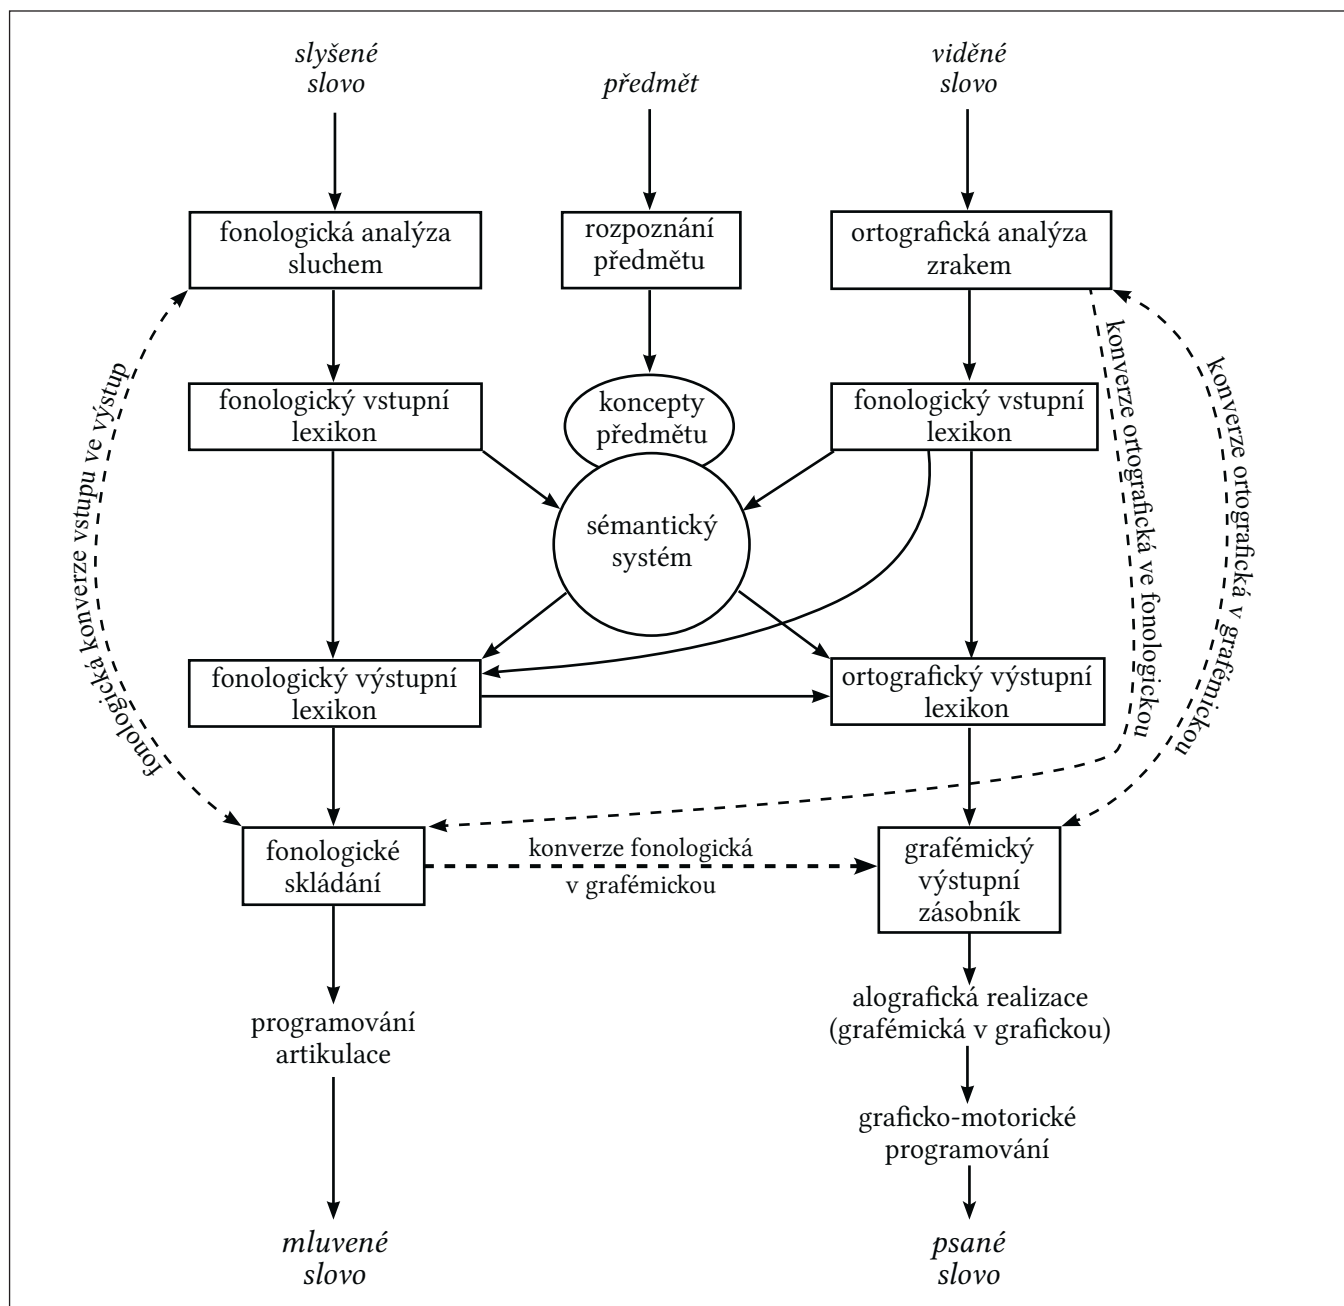 slyšené
slovo
předmět
viděné
slovo
fonologická analýza
sluchem
rozpoznání
předmětu
ortografická analýza
zrakem
fonologický vstupní
lexikon
koncepty
předmětu
fonologický vstupní
lexikon
fonologická konverze vstupu ve výstup
konverze ortografická ve fonologickou
konverze ortografická v grafémickou
sémantický
systém
fonologický výstupní
lexikon
ortografický výstupní
lexikon
fonologické
skládání
konverze fonologická
v grafémickou
grafémický
výstupní
zásobník
programování
artikulace
alografická realizace
(grafémická v grafickou)
graficko-motorické
programování
mluvené
slovo
psané
slovo